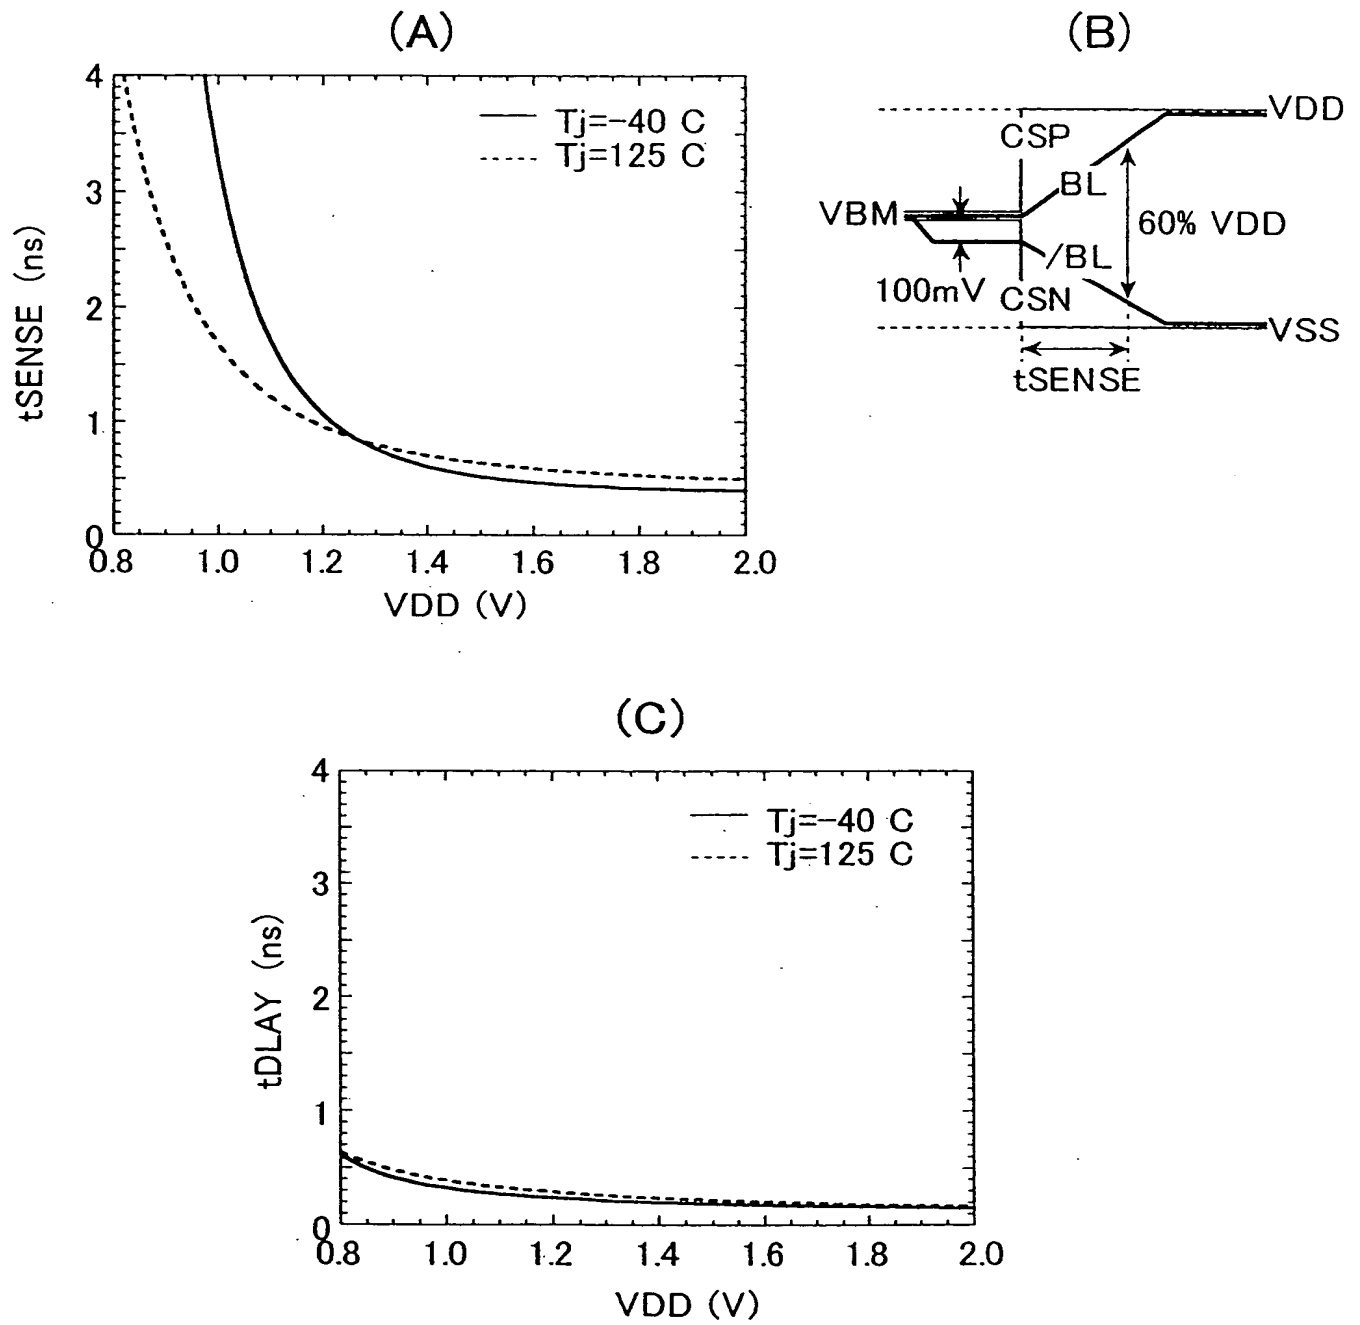 (A)
4
3
2
1
0
0.8 1.0 1.2 1.4 1.6 1.8 2.0
tSENSE (ns)
VDD (V)
Tj=-40 C
Tj=125 C
(B)
VDD
CSP
BL
VBM
60% VDD
/BL
100mV
CSN
VSS
tSENSE
(C)
4
3
2
1
0
0.8 1.0 1.2 1.4 1.6 1.8 2.0
tDLAY (ns)
VDD (V)
Tj=-40 C
Tj=125 C